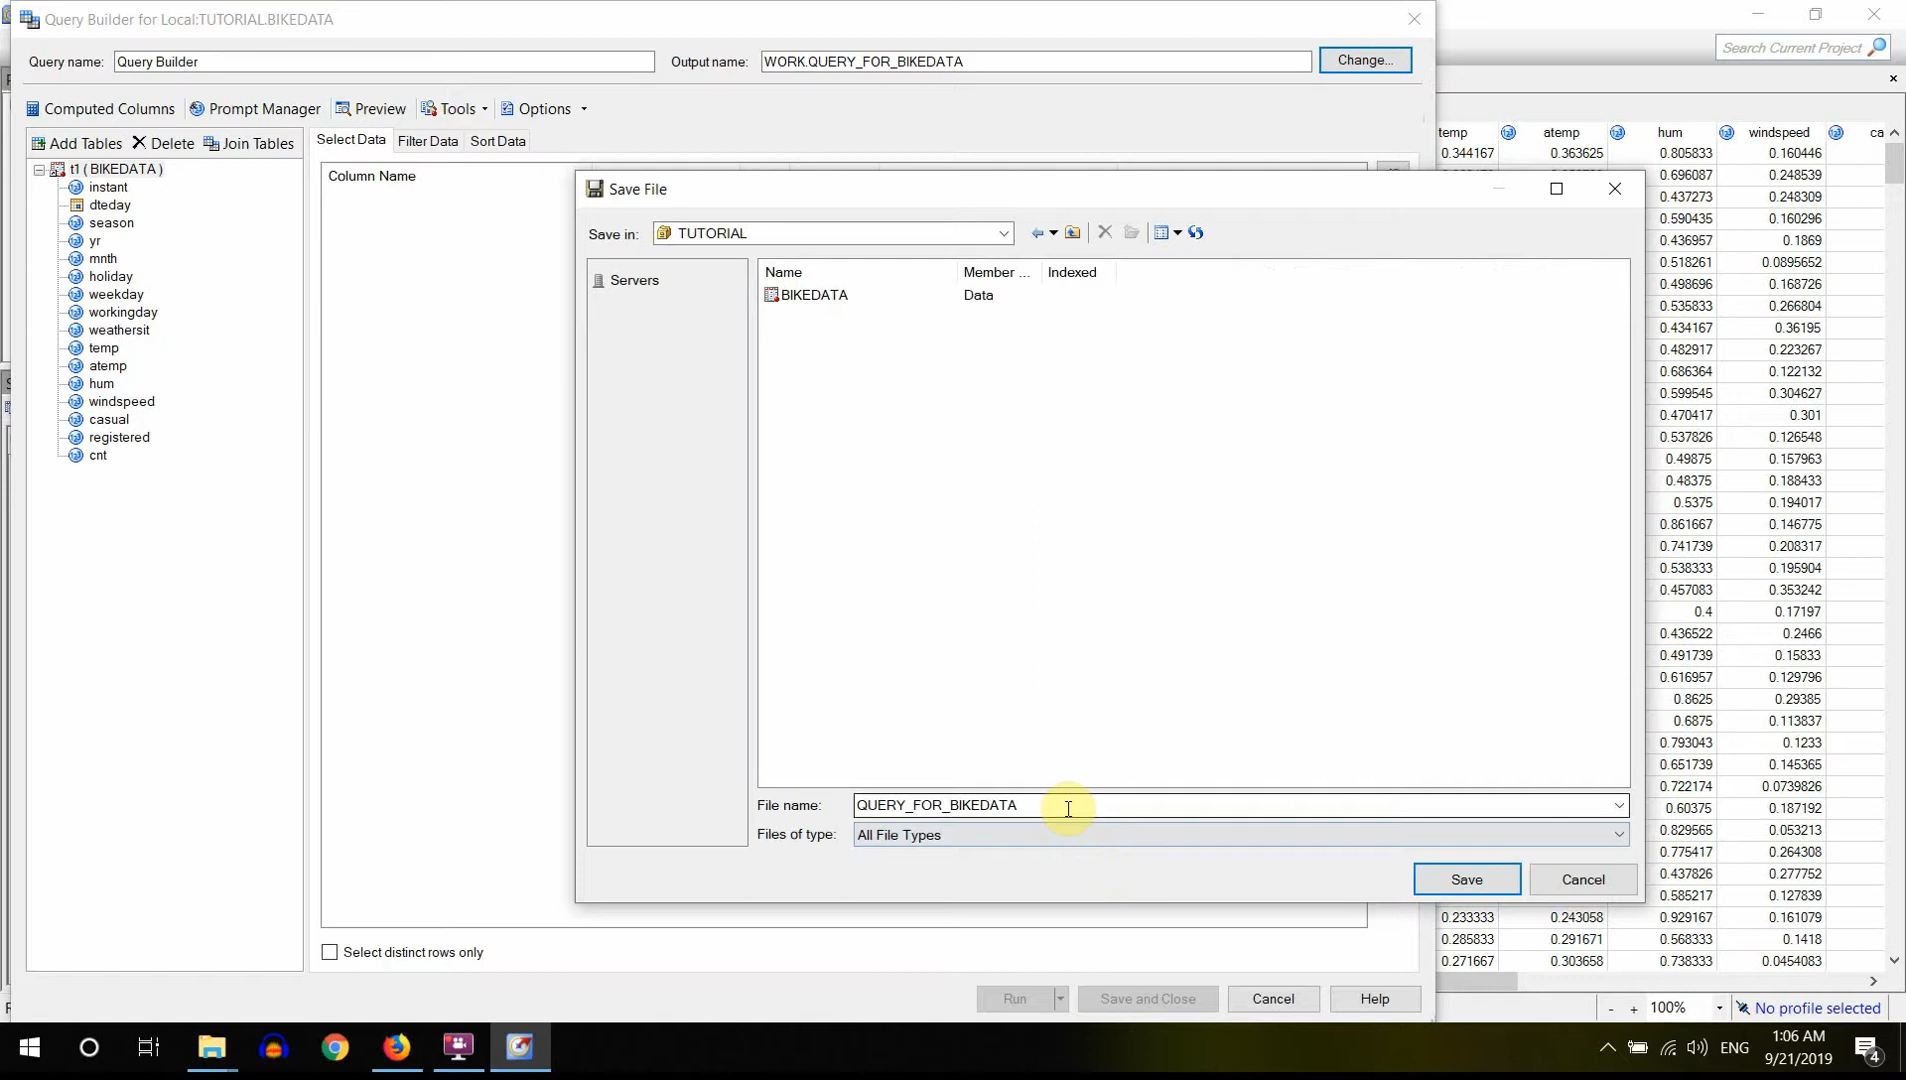 Query Builder for Local:TUTORIAL.BIKEDATA
Search Current Project
Query name: Query Builder Output name: WORK.QUERY_FOR_BIKEDATA Change...
Computed Columns Prompt Manager Preview Tools Options
Add Tables Delete Join Tables
Select Data Filter Data Sort Data
t1 ( BIKEDATA )
instant
dteday
season
yr
mnth
holiday
weekday
workingday
weathersit
temp
atemp
hum
windspeed
casual
registered
cnt
Column Name
Save File
Save in: TUTORIAL
Servers
Name Member ... Indexed
BIKEDATA Data
File name: QUERY_FOR_BIKEDATA
Files of type: All File Types
Save Cancel
Select distinct rows only
Run Save and Close Cancel Help
temp atemp hum windspeed ca
0.344167 0.363625 0.805833 0.160446
0.696087 0.248539
0.437273 0.248309
0.590435 0.160296
0.436957 0.1869
0.518261 0.0895652
0.498696 0.168726
0.535833 0.266804
0.434167 0.36195
0.482917 0.223267
0.686364 0.122132
0.599545 0.304627
0.470417 0.301
0.537826 0.126548
0.49875 0.157963
0.48375 0.188433
0.5375 0.194017
0.861667 0.146775
0.741739 0.208317
0.538333 0.195904
0.457083 0.353242
0.4 0.17197
0.436522 0.2466
0.491739 0.15833
0.616957 0.129796
0.8625 0.29385
0.6875 0.113837
0.793043 0.1233
0.651739 0.145365
0.722174 0.0739826
0.60375 0.187192
0.829565 0.053213
0.775417 0.264308
0.437826 0.277752
0.585217 0.127839
0.233333 0.243058 0.929167 0.161079
0.285833 0.291671 0.568333 0.1418
0.271667 0.303658 0.738333 0.0454083
- + 100% No profile selected
ENG
1:06 AM
9/21/2019
4